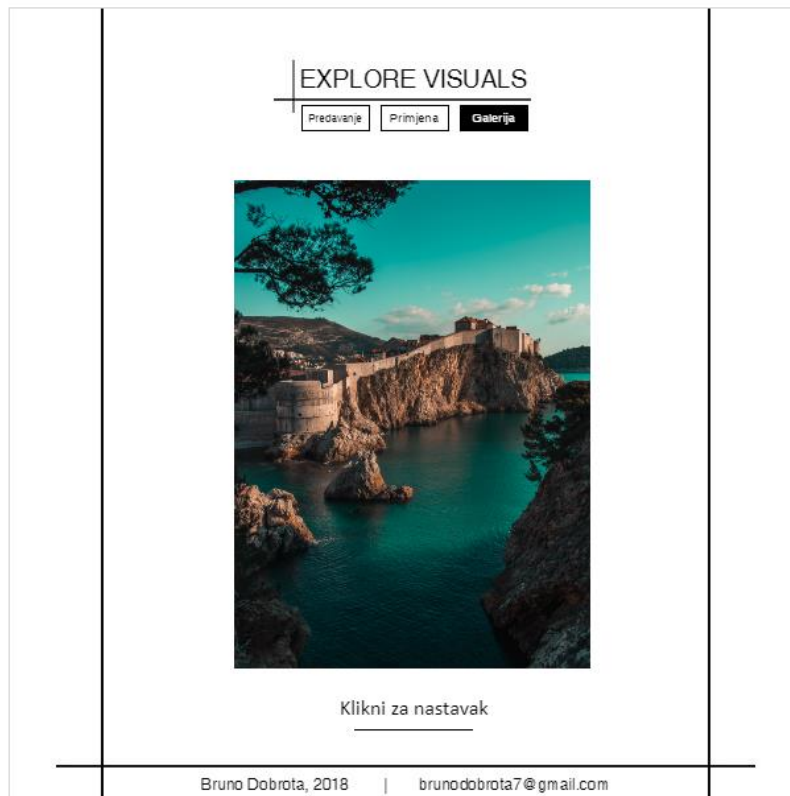 EXPLORE VISUALS
Predavanje Primjena Galerija
Klikni za nastavak
Bruno Dobrota, 2018 | brunodobrota7@gmail.com